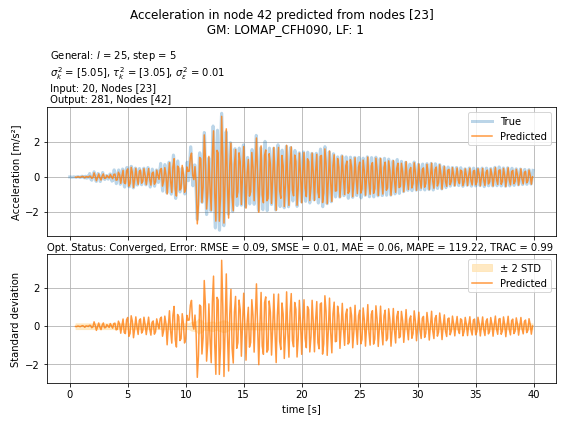 Acceleration in node 42 predicted from nodes [23]
GM: LOMAP_CFH090, LF: 1
General: l = 25, step = 5
σ²ₖ = [5.05], τ²ₖ = [3.05], σ²ε = 0.01
Input: 20, Nodes [23]
Output: 281, Nodes [42]
True
Predicted
Acceleration [m/s²]
2
0
−2
Opt. Status: Converged, Error: RMSE = 0.09, SMSE = 0.01, MAE = 0.06, MAPE = 119.22, TRAC = 0.99
± 2 STD
Predicted
Standard deviation
2
0
−2
0 5 10 15 20 25 30 35 40
time [s]